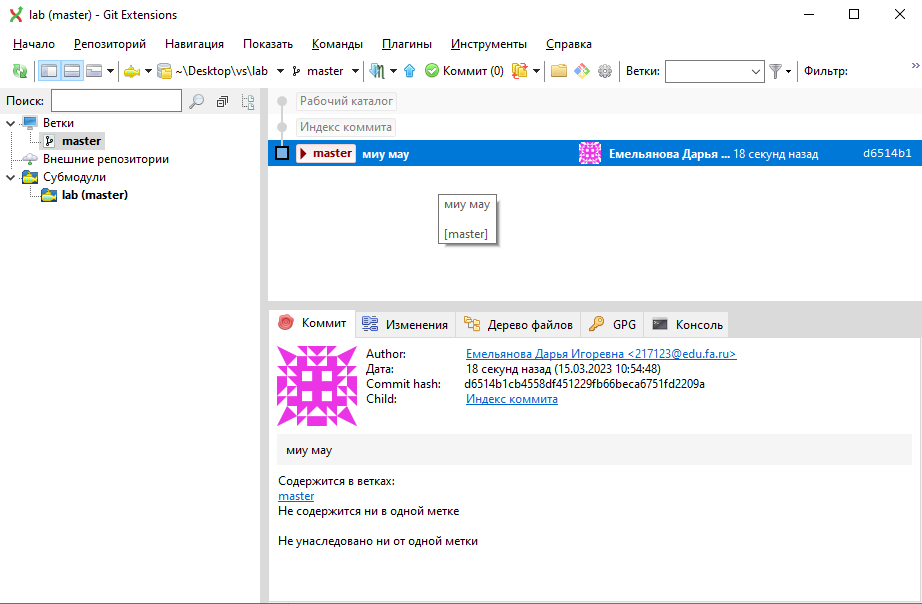 lab (master) - Git Extensions
Начало Репозиторий Навигация Показать Команды Плагины Инструменты Справка
~\Desktop\vs\lab master Коммит (0) Ветки: Фильтр:
Поиск:
Ветки
master
Внешние репозитории
Субмодули
lab (master)
Рабочий каталог
Индекс коммита
master миу мау Емельянова Дарья ... 18 секунд назад d6514b1
миу мау
[master]
Коммит Изменения Дерево файлов GPG Консоль
Author: Емельянова Дарья Игоревна <217123@edu.fa.ru>
Дата: 18 секунд назад (15.03.2023 10:54:48)
Commit hash: d6514b1cb4558df451229fb66beca6751fd2209a
Child: Индекс коммита
миу мау
Содержится в ветках:
master
Не содержится ни в одной метке
Не унаследовано ни от одной метки